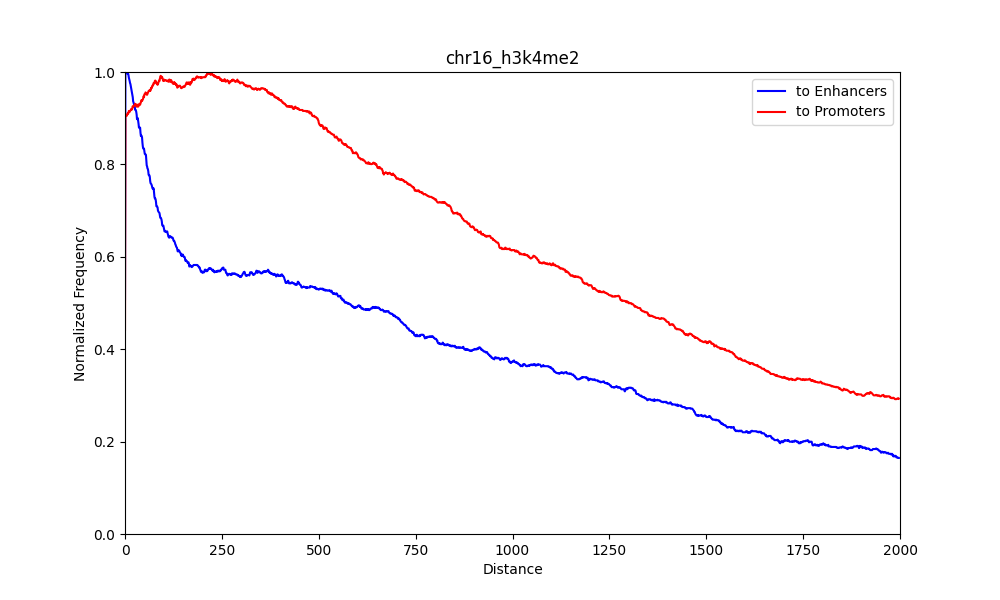 chr16_h3k4me2
to Enhancers
to Promoters
Normalized Frequency
1.0
0.8
0.6
0.4
0.2
0.0
0 250 500 750 1000 1250 1500 1750 2000
Distance